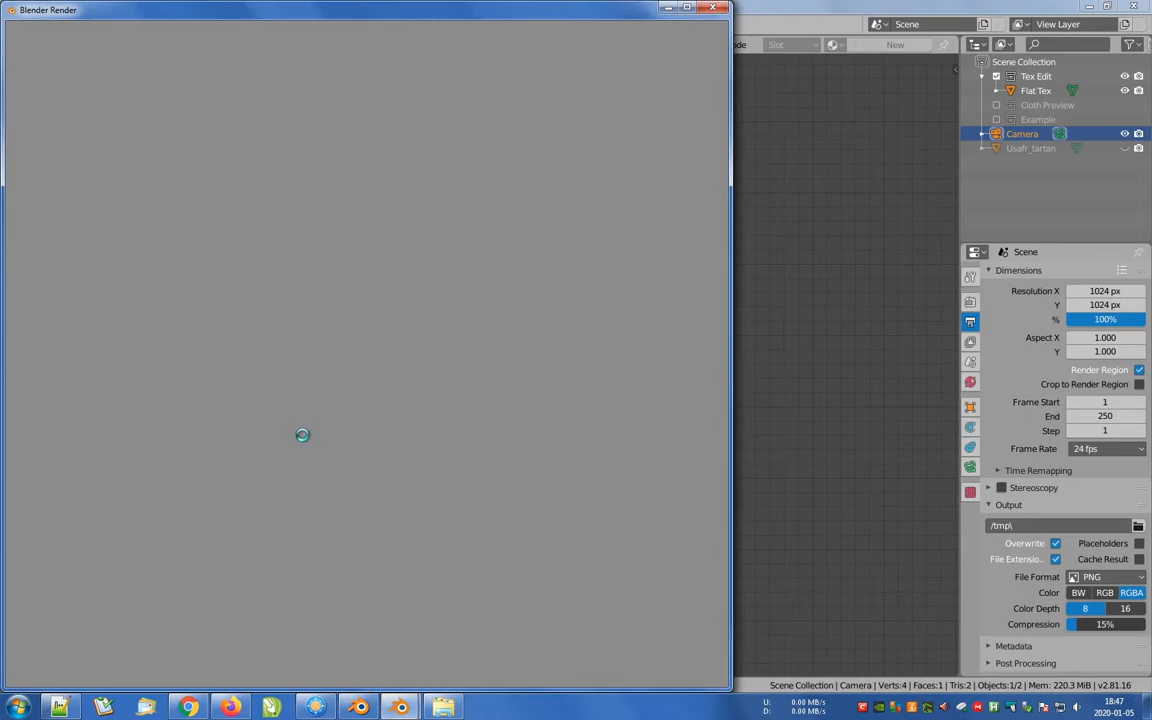 Blender Render
Scene
View Layer
ode
Slot
New
Scene Collection
Tex Edit
Flat Tex
Cloth Preview
Example
Camera
Usafr_tartan
Scene
Dimensions
Resolution X 1024 px
Y 1024 px
% 100%
Aspect X 1.000
Y 1.000
Render Region
Crop to Render Region
Frame Start 1
End 250
Step 1
Frame Rate 24 fps
Time Remapping
Stereoscopy
Output
/tmp\
Overwrite Placeholders
File Extensio.. Cache Result
File Format PNG
Color BW RGB RGBA
Color Depth 8 16
Compression 15%
Metadata
Post Processing
Scene Collection | Camera | Verts:4 | Faces:1 | Tris:2 | Objects:1/2 | Mem: 220.3 MiB | v2.81.16
U: 0.00 MB/s
D: 0.00 MB/s
18:47
2020-01-05